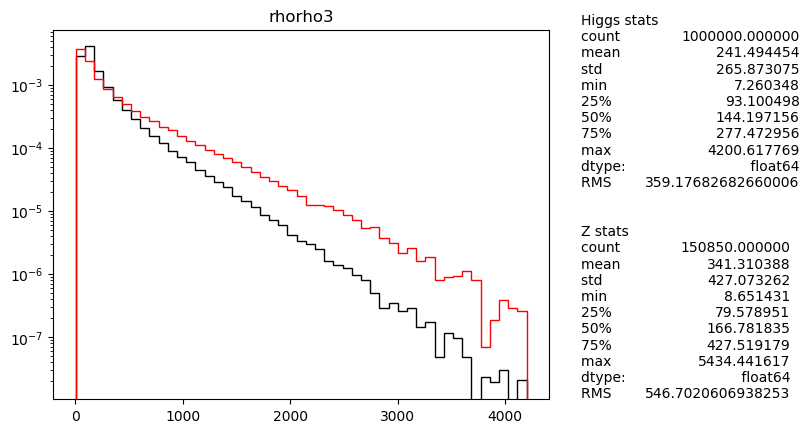 rhorho3
10⁻³
10⁻⁴
10⁻⁵
10⁻⁶
10⁻⁷
0 1000 2000 3000 4000
Higgs stats
count 1000000.000000
mean 241.494454
std 265.873075
min 7.260348
25% 93.100498
50% 144.197156
75% 277.472956
max 4200.617769
dtype: float64
RMS 359.17682682660006
Z stats
count 150850.000000
mean 341.310388
std 427.073262
min 8.651431
25% 79.578951
50% 166.781835
75% 427.519179
max 5434.441617
dtype: float64
RMS 546.7020606938253